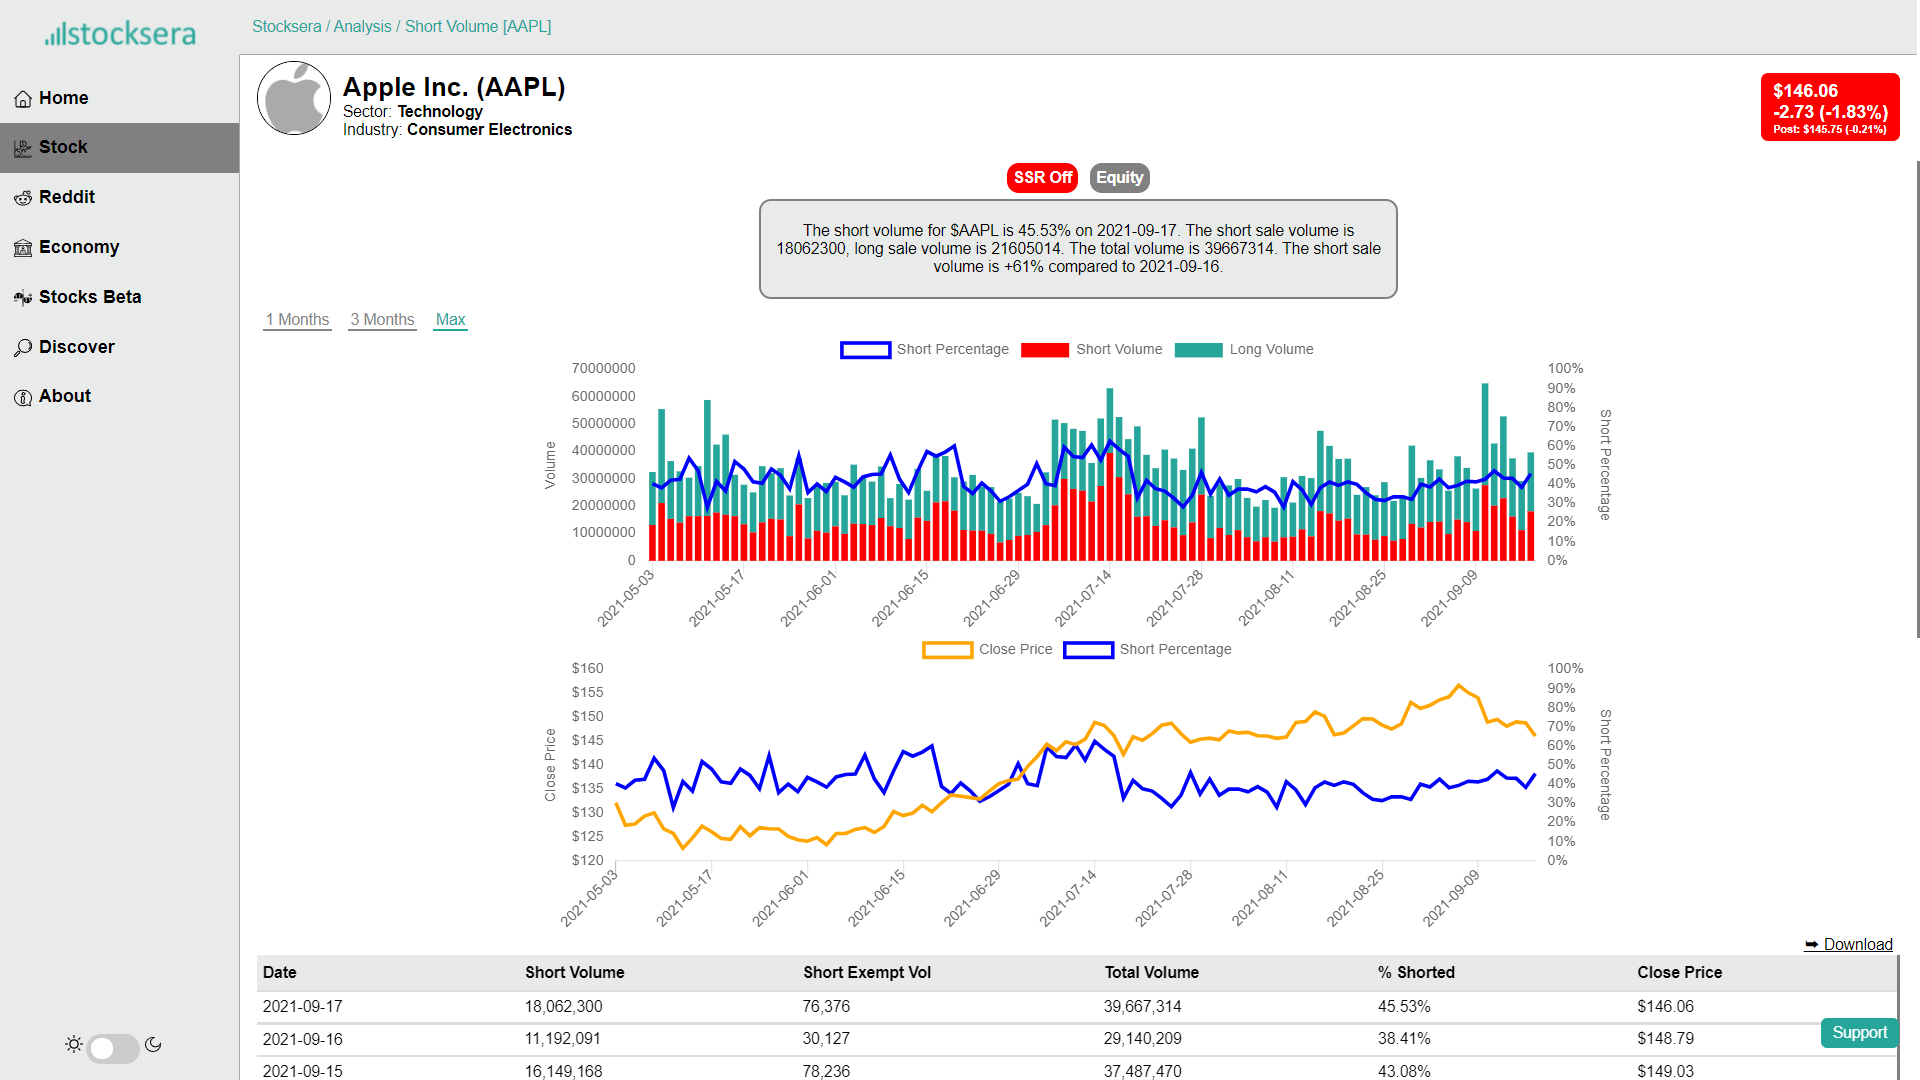 stocksera
Stocksera / Analysis / Short Volume [AAPL]
Home
Stock
Reddit
Economy
Stocks Beta
Discover
About
Apple Inc. (AAPL)
Sector: Technology
Industry: Consumer Electronics
$146.06
-2.73 (-1.83%)
Post: $145.75 (-0.21%)
SSR Off Equity
The short volume for $AAPL is 45.53% on 2021-09-17. The short sale volume is
18062300, long sale volume is 21605014. The total volume is 39667314. The short sale
volume is +61% compared to 2021-09-16.
1 Months 3 Months Max
Short Percentage Short Volume Long Volume
Volume
70000000
60000000
50000000
40000000
30000000
20000000
10000000
0
100%
90%
80%
70%
60%
50%
40%
30%
20%
10%
0%
Short Percentage
2021-05-03 2021-05-17 2021-06-01 2021-06-15 2021-06-29 2021-07-14 2021-07-28 2021-08-11 2021-08-25 2021-09-09
Close Price Short Percentage
Close Price
$160
$155
$150
$145
$140
$135
$130
$125
$120
100%
90%
80%
70%
60%
50%
40%
30%
20%
10%
0%
Short Percentage
2021-05-03 2021-05-17 2021-06-01 2021-06-15 2021-06-29 2021-07-14 2021-07-28 2021-08-11 2021-08-25 2021-09-09
➥ Download
Date Short Volume Short Exempt Vol Total Volume % Shorted Close Price
2021-09-17 18,062,300 76,376 39,667,314 45.53% $146.06
2021-09-16 11,192,091 30,127 29,140,209 38.41% $148.79
2021-09-15 16,149,168 78,236 37,487,470 43.08% $149.03
Support